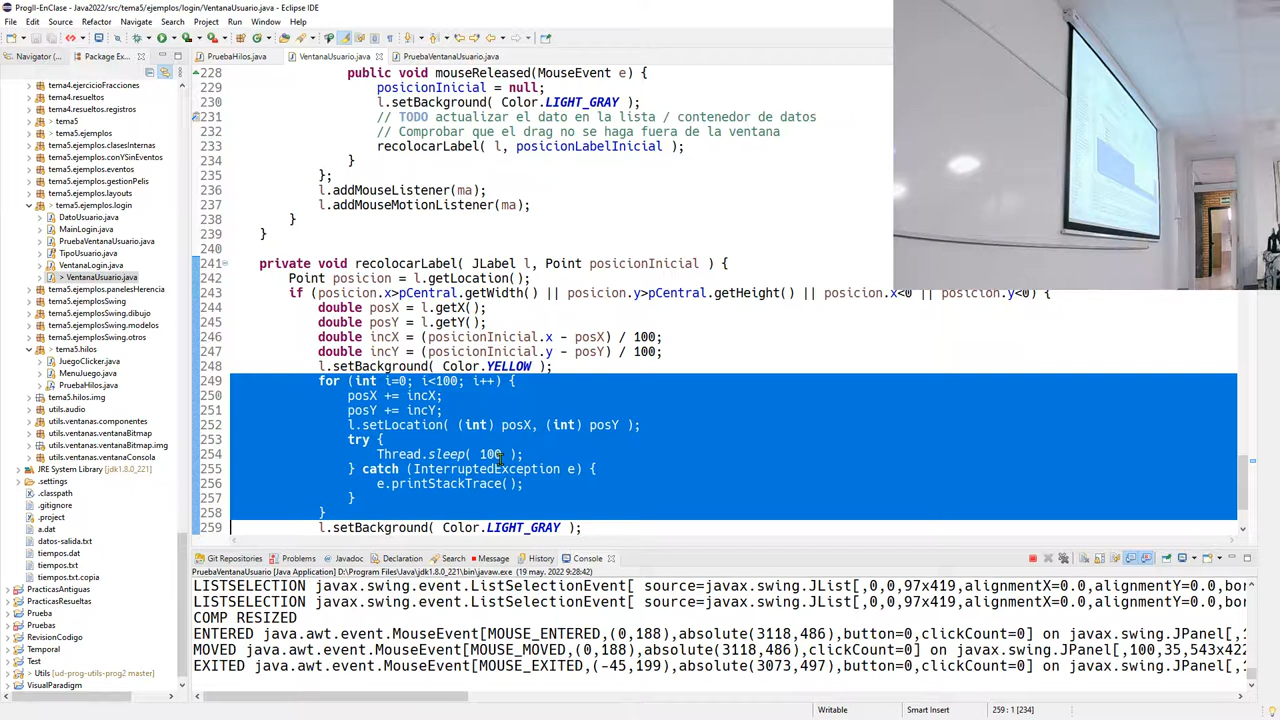 ProgII-EnClase - Java2022/src/tema5/ejemplos/login/VentanaUsuario.java - Eclipse IDE
File Edit Source Refactor Navigate Search Project Run Window Help
Navigator (... Package Ex... PruebaHilos.java VentanaUsuario.java PruebaVentanaUsuario.java
tema4.ejercicioFracciones
tema4.resueltos
tema4.resueltos.registros
> tema5
> tema5.ejemplos
tema5.ejemplos.clasesInternas
tema5.ejemplos.conYSinEventos
tema5.ejemplos.eventos
tema5.ejemplos.gestionPelis
tema5.ejemplos.layouts
> tema5.ejemplos.login
DatoUsuario.java
MainLogin.java
PruebaVentanaUsuario.java
TipoUsuario.java
VentanaLogin.java
> VentanaUsuario.java
tema5.ejemplos.panelesHerencia
tema5.ejemplosSwing
tema5.ejemplosSwing.dibujo
tema5.ejemplosSwing.modelos
tema5.ejemplosSwing.otros
> tema5.hilos
JuegoClicker.java
MenuJuego.java
PruebaHilos.java
tema5.hilos.img
utils.audio
utils.ventanas.componentes
utils.ventanas.ventanaBitmap
utils.ventanas.ventanaBitmap.img
utils.ventanas.ventanaConsola
JRE System Library [jdk1.8.0_221]
.settings
.classpath
.gitignore
.project
a.dat
datos-salida.txt
tiempos.dat
tiempos.txt
tiempos.txt.copia
PracticasAntiguas
PracticasResueltas
Prueba
Pruebas
RevisionCodigo
Temporal
Test
> Utils [ud-prog-utils-prog2 master]
VisualParadigm
228 public void mouseReleased(MouseEvent e) {
229 posicionInicial = null;
230 l.setBackground( Color.LIGHT_GRAY );
231 // TODO actualizar el dato en la lista / contenedor de datos
232 // Comprobar que el drag no se haga fuera de la ventana
233 recolocarLabel( l, posicionLabelInicial );
234 }
235 };
236 l.addMouseListener(ma);
237 l.addMouseMotionListener(ma);
238 }
239 }
240
241 private void recolocarLabel( JLabel l, Point posicionInicial ) {
242 Point posicion = l.getLocation();
243 if (posicion.x>pCentral.getWidth() || posicion.y>pCentral.getHeight() || posicion.x<0 || posicion.y<0) {
244 double posX = l.getX();
245 double posY = l.getY();
246 double incX = (posicionInicial.x - posX) / 100;
247 double incY = (posicionInicial.y - posY) / 100;
248 l.setBackground( Color.YELLOW );
249 for (int i=0; i<100; i++) {
250 posX += incX;
251 posY += incY;
252 l.setLocation( (int) posX, (int) posY );
253 try {
254 Thread.sleep( 100 );
255 } catch (InterruptedException e) {
256 e.printStackTrace();
257 }
258 }
259 l.setBackground( Color.LIGHT_GRAY );
Git Repositories Problems Javadoc Declaration Search Message History Console
PruebaVentanaUsuario [Java Application] D:\Program Files\Java\jdk1.8.0_221\bin\javaw.exe (19 may. 2022 9:28:42)
LISTSELECTION javax.swing.event.ListSelectionEvent[ source=javax.swing.JList[,0,0,97x419,alignmentX=0.0,alignmentY=0.0,bor
LISTSELECTION javax.swing.event.ListSelectionEvent[ source=javax.swing.JList[,0,0,97x419,alignmentX=0.0,alignmentY=0.0,bor
COMP RESIZED
ENTERED java.awt.event.MouseEvent[MOUSE_ENTERED,(0,188),absolute(3118,486),button=0,clickCount=0] on javax.swing.JPanel[,1
MOVED java.awt.event.MouseEvent[MOUSE_MOVED,(0,188),absolute(3118,486),clickCount=0] on javax.swing.JPanel[,100,35,543x422
EXITED java.awt.event.MouseEvent[MOUSE_EXITED,(-45,199),absolute(3073,497),button=0,clickCount=0] on javax.swing.JPanel[,1
Writable Smart Insert 259 : 1 [234]